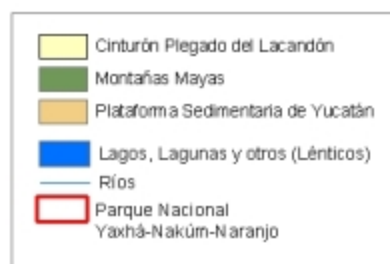 Cinturón Plegado del Lacandón
Montañas Mayas
Plataforma Sedimentaria de Yucatán
Lagos, Lagunas y otros (Lénticos)
Ríos
Parque Nacional
Yaxhá-Nakúm-Naranjo